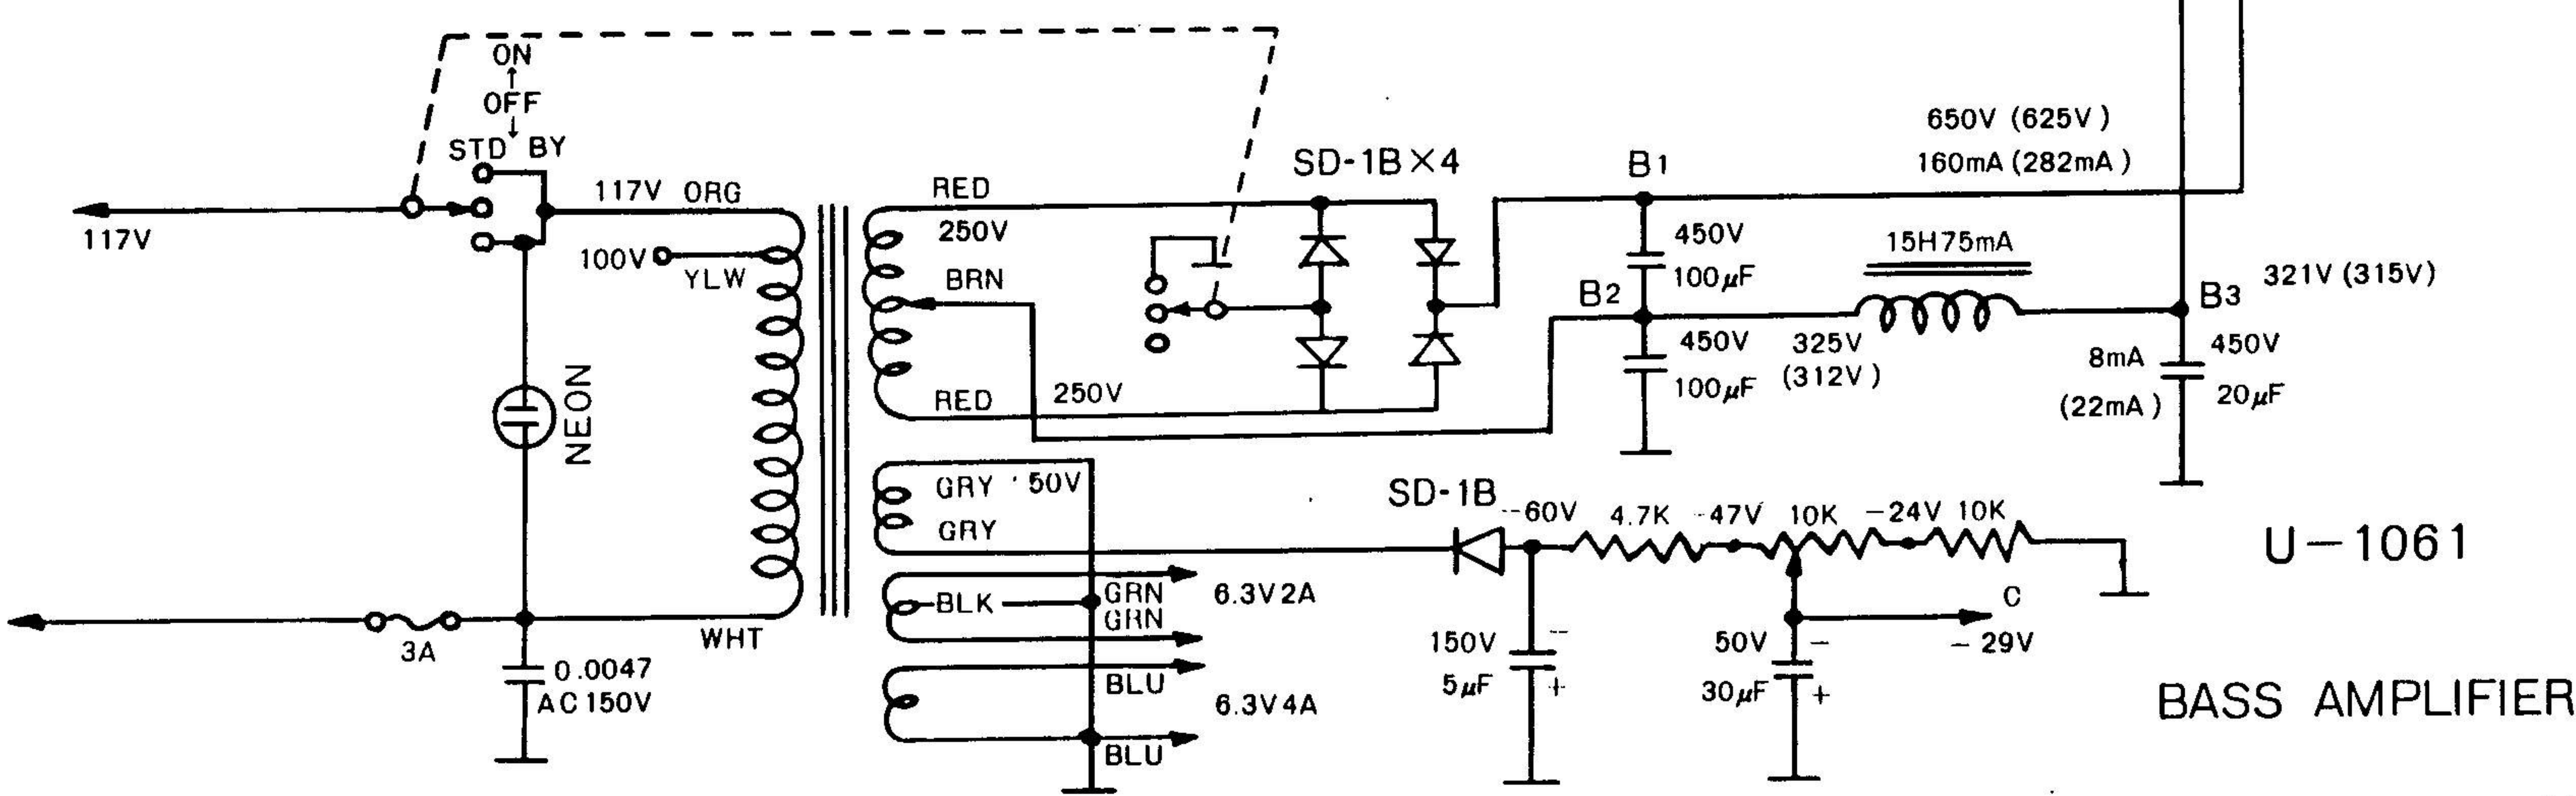 ON
OFF
STD BY
117V
117V ORG
100V
YLW
NEON
3A
WHT
0.0047
AC150V
RED
250V
BRN
RED
250V
SD-1B×4
B1
650V (625V)
160mA (282mA)
450V
100μF
B2
15H75mA
321V (315V)
B3
450V
100μF
325V
(312V)
8mA
(22mA)
450V
20μF
GRY 50V
GRY
BLK
GRN
GRN
6.3V2A
BLU
6.3V4A
BLU
SD-1B
-60V
4.7K
-47V
10K
-24V
10K
150V
-
5μF
+
50V
-
30μF
+
C
-29V
U-1061
BASS AMPLIFIER